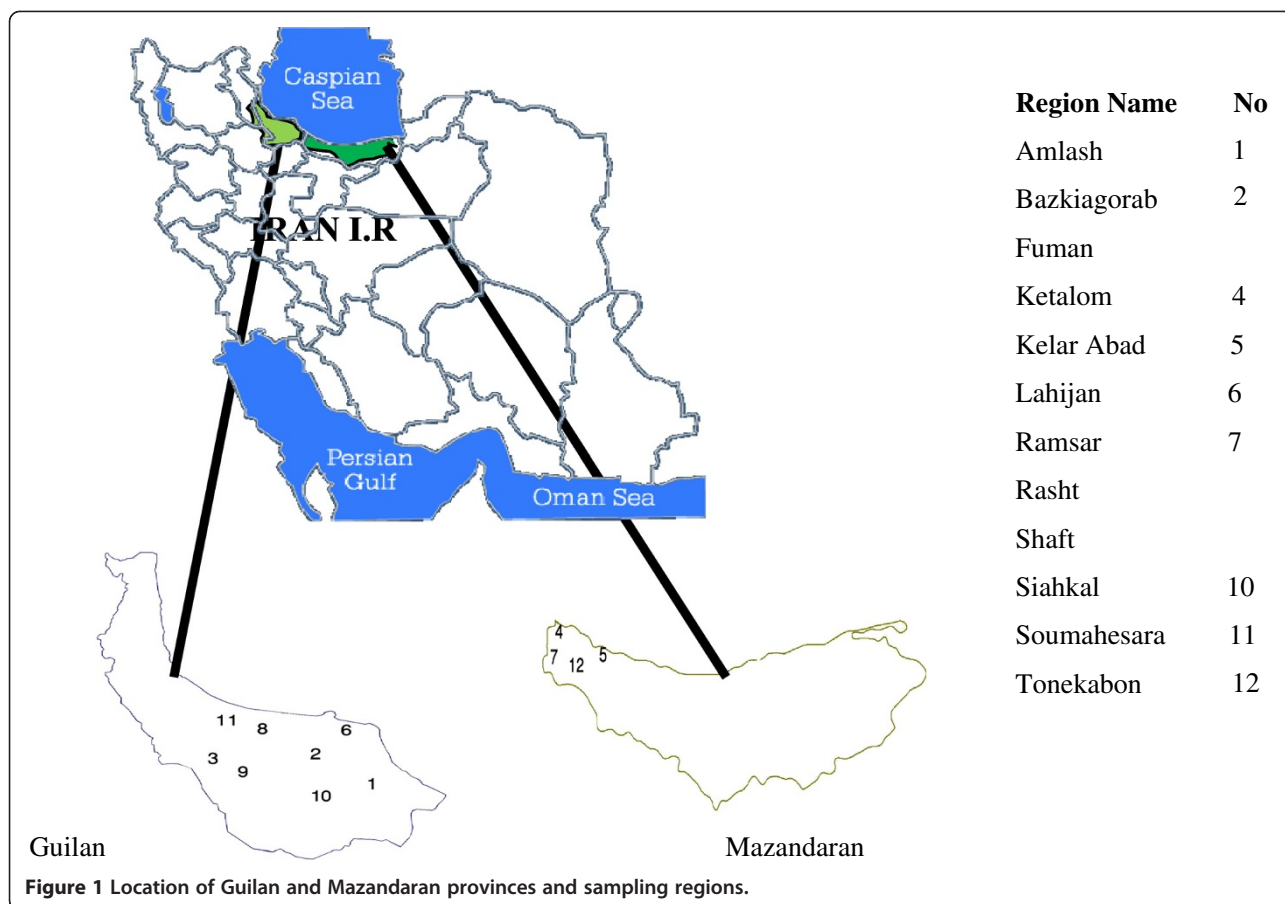 Caspian
Sea
IRAN I.R
Persian
Gulf
Oman Sea
Region Name No
Amlash 1
Bazkiagorab 2
Fuman
Ketalom 4
Kelar Abad 5
Lahijan 6
Ramsar 7
Rasht
Shaft
Siahkal 10
Soumahesara 11
Tonekabon 12
11
8
6
3
9
2
10
1
4
7
12
5
Guilan
Mazandaran
Figure 1 Location of Guilan and Mazandaran provinces and sampling regions.